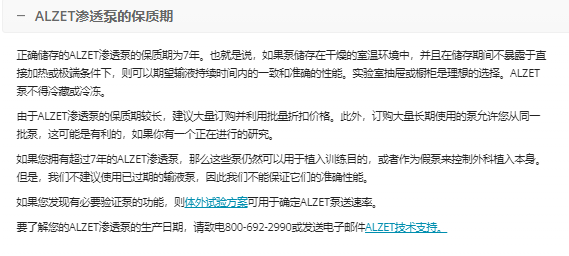 − ALZET渗透泵的保质期
正确储存的ALZET渗透泵的保质期为7年。也就是说，如果泵储存在干燥的室温环境中，并且在储存期间不暴露于直
接加热或极端条件下，则可以期望输液持续时间内的一致和准确的性能。实验室抽屉或橱柜是理想的选择。ALZET
泵不得冷藏或冷冻。
由于ALZET渗透泵的保质期较长，建议大量订购并利用批量折扣价格。此外，订购大量长期使用的泵允许您从同一
批泵，这可能是有利的，如果你有一个正在进行的研究。
如果您拥有超过7年的ALZET渗透泵，那么这些泵仍然可以用于植入训练目的，或者作为假泵来控制外科植入本身。
但是，我们不建议使用已过期的输液泵，因此我们不能保证它们的准确性能。
如果您发现有必要验证泵的功能，则体外试验方案可用于确定ALZET泵送速率。
要了解您的ALZET渗透泵的生产日期，请致电800-692-2990或发送电子邮件ALZET技术支持。